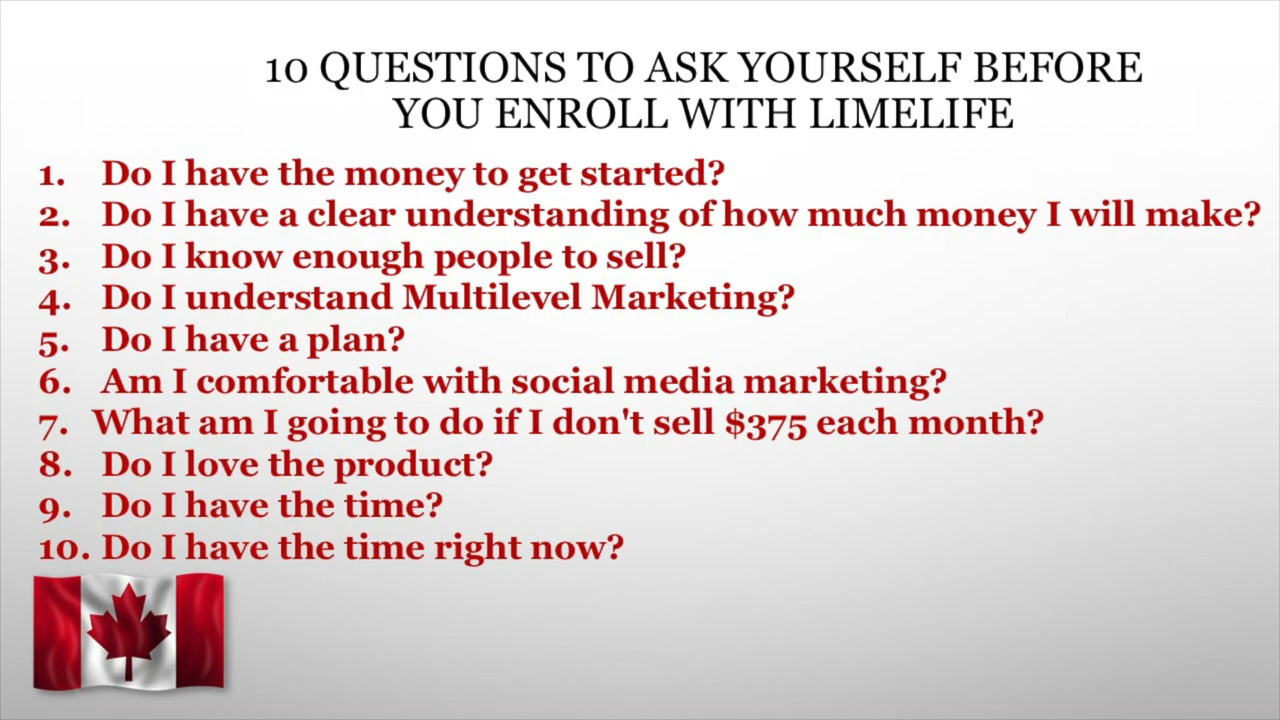 10 QUESTIONS TO ASK YOURSELF BEFORE
YOU ENROLL WITH LIMELIFE
1. Do I have the money to get started?
2. Do I have a clear understanding of how much money I will make?
3. Do I know enough people to sell?
4. Do I understand Multilevel Marketing?
5. Do I have a plan?
6. Am I comfortable with social media marketing?
7. What am I going to do if I don't sell $375 each month?
8. Do I love the product?
9. Do I have the time?
10. Do I have the time right now?